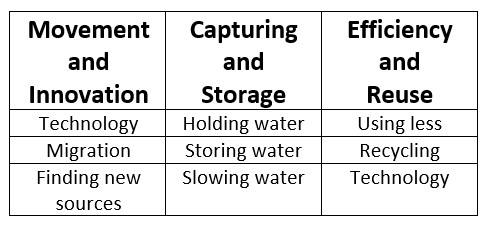 Movement and Innovation
Capturing and Storage
Efficiency and Reuse
Technology
Holding water
Using less
Migration
Storing water
Recycling
Finding new sources
Slowing water
Technology